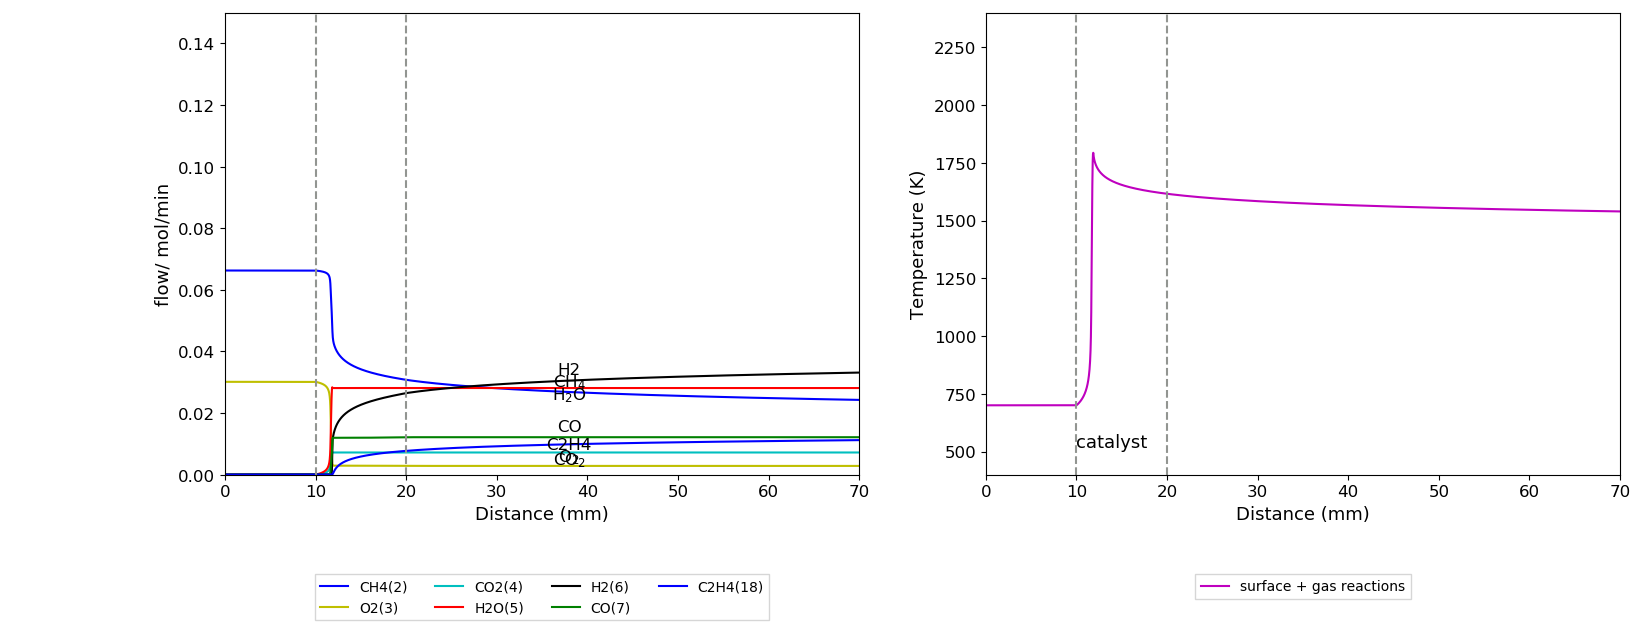 0.14
0.12
0.10
0.08
0.06
0.04
0.02
0.00
flow/ mol/min
H2
CH4
H2O
CO
C2H4
O2
CO2
0 10 20 30 40 50 60 70
Distance (mm)
CH4(2) CO2(4) H2(6) C2H4(18)
O2(3) H2O(5) CO(7)
2250
2000
1750
1500
1250
1000
750
500
Temperature (K)
catalyst
0 10 20 30 40 50 60 70
Distance (mm)
surface + gas reactions